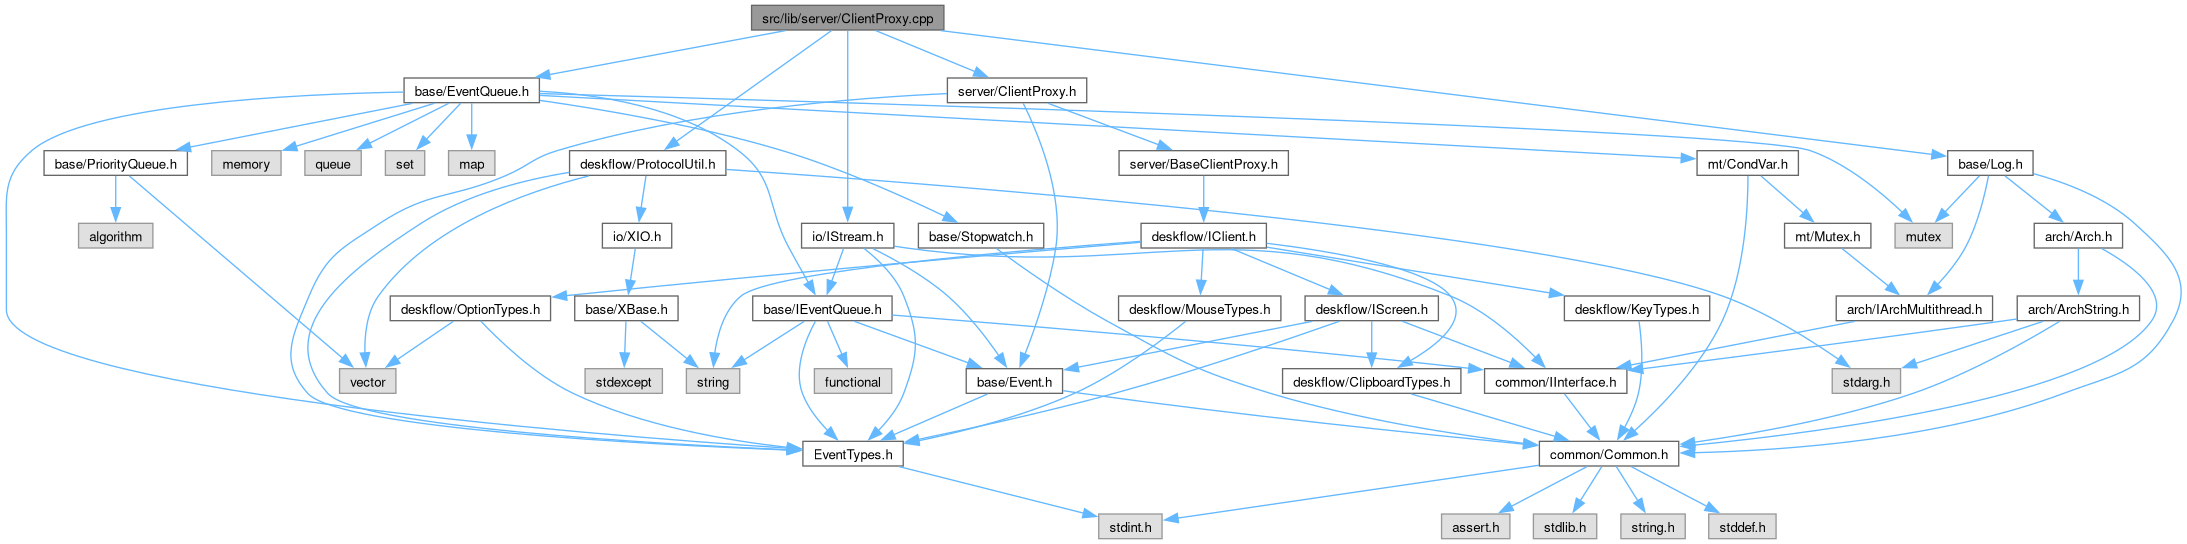 src/lib/server/ClientProxy.cpp
base/EventQueue.h
server/ClientProxy.h
base/PriorityQueue.h
memory
queue
set
map
deskflow/ProtocolUtil.h
server/BaseClientProxy.h
mt/CondVar.h
base/Log.h
algorithm
io/XIO.h
io/IStream.h
base/Stopwatch.h
deskflow/IClient.h
mt/Mutex.h
mutex
arch/Arch.h
deskflow/OptionTypes.h
base/XBase.h
base/IEventQueue.h
deskflow/MouseTypes.h
deskflow/IScreen.h
deskflow/KeyTypes.h
arch/IArchMultithread.h
arch/ArchString.h
vector
stdexcept
string
functional
base/Event.h
deskflow/ClipboardTypes.h
common/IInterface.h
stdarg.h
EventTypes.h
common/Common.h
stdint.h
assert.h
stdlib.h
string.h
stddef.h